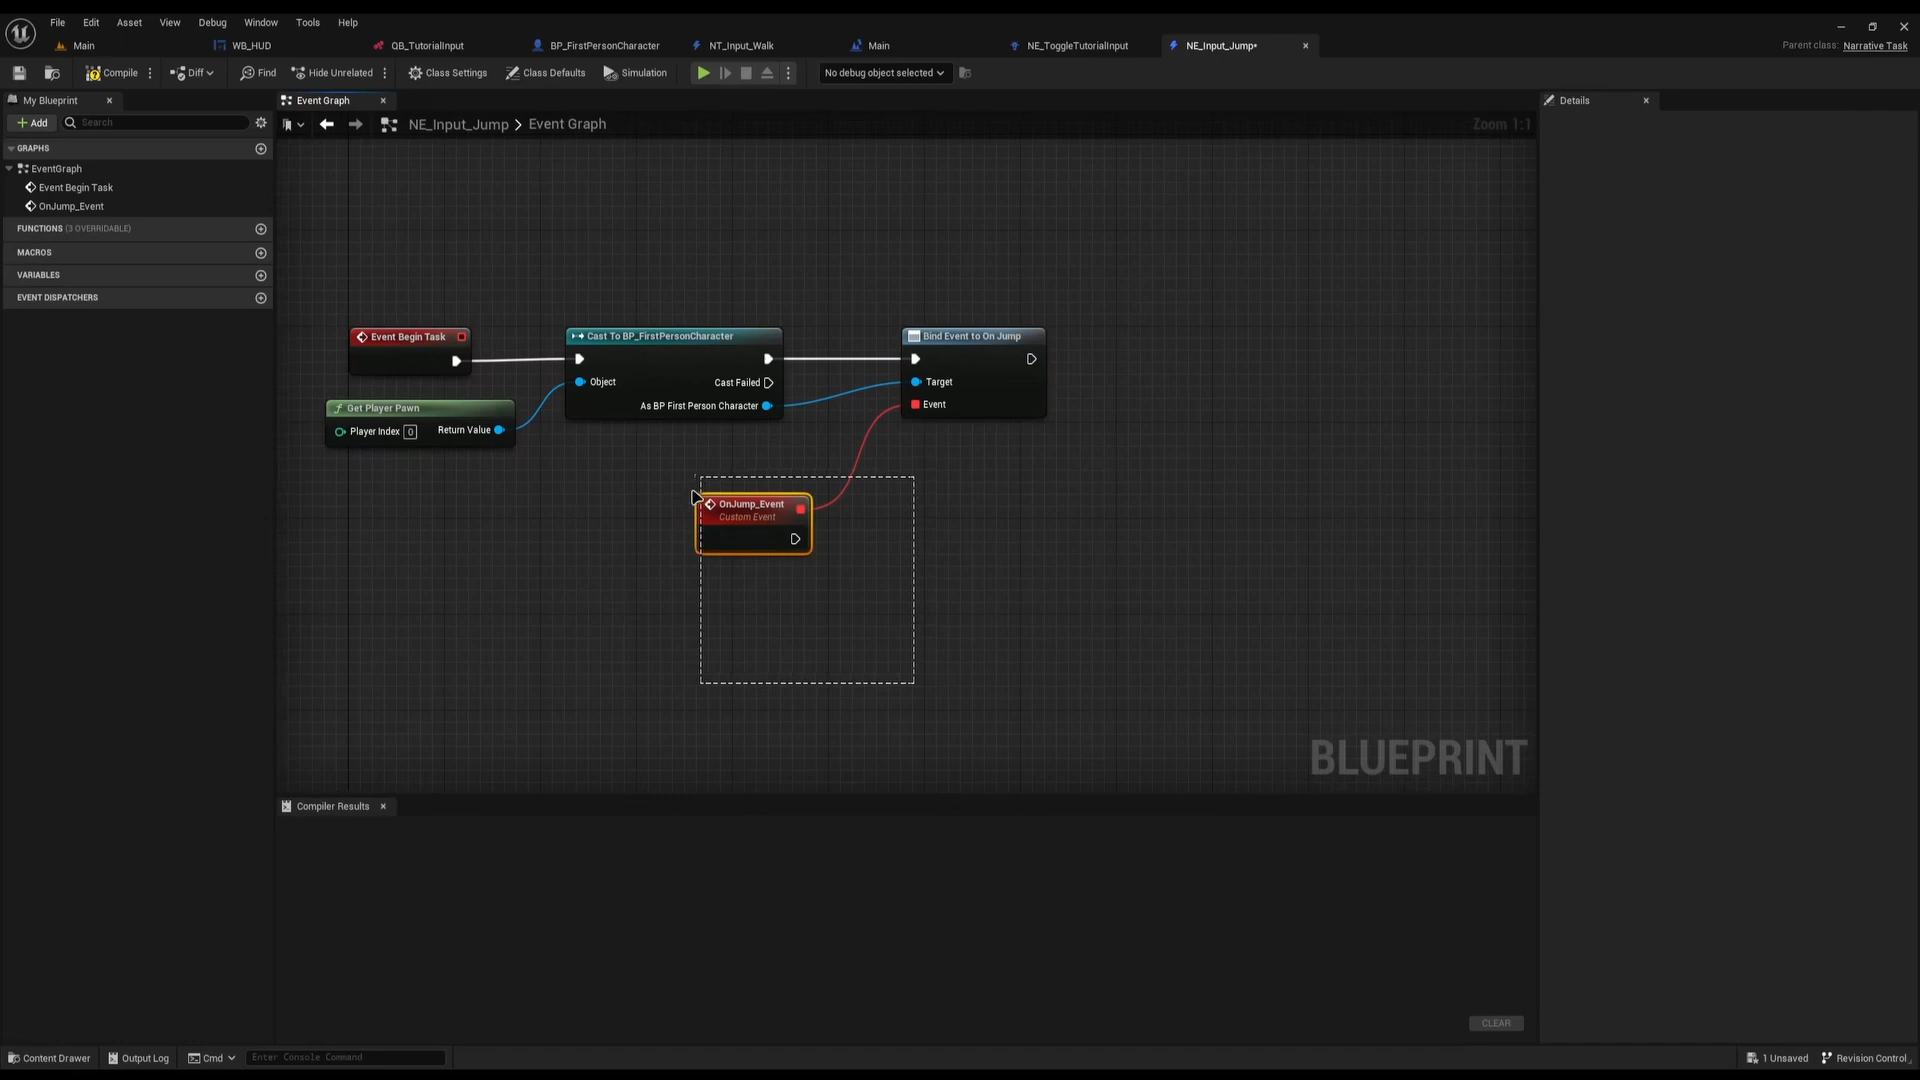 File Edit Asset View Debug Window Tools Help
Main WB_HUD QB_TutorialInput BP_FirstPersonCharacter NT_Input_Walk Main NE_ToggleTutorialInput NE_Input_Jump*
Parent class: Narrative Task
Compile Diff Find Hide Unrelated Class Settings Class Defaults Simulation No debug object selected
My Blueprint
Event Graph
Details
Add Search
NE_Input_Jump > Event Graph
Zoom 1:1
GRAPHS
EventGraph
Event Begin Task
OnJump_Event
FUNCTIONS (3 OVERRIDABLE)
MACROS
VARIABLES
EVENT DISPATCHERS
Event Begin Task
Cast To BP_FirstPersonCharacter
Object
Cast Failed
As BP First Person Character
Bind Event to On Jump
Target
Event
Get Player Pawn
Player Index 0 Return Value
OnJump_Event
Custom Event
BLUEPRINT
Compiler Results
CLEAR
Content Drawer Output Log Cmd Enter Console Command
1 Unsaved Revision Control